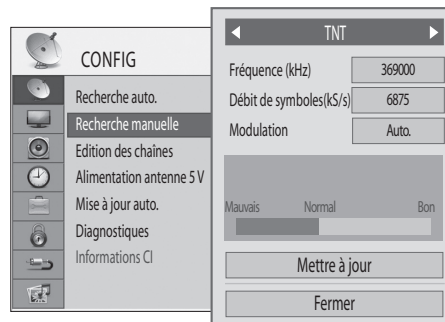 CONFIG
Recherche auto.
Recherche manuelle
Edition des chaînes
Alimentation antenne 5 V
Mise à jour auto.
Diagnostiques
Informations CI
TNT
Fréquence (kHz) 369000
Débit de symboles(kS/s) 6875
Modulation Auto.
Mauvais Normal Bon
Mettre à jour
Fermer